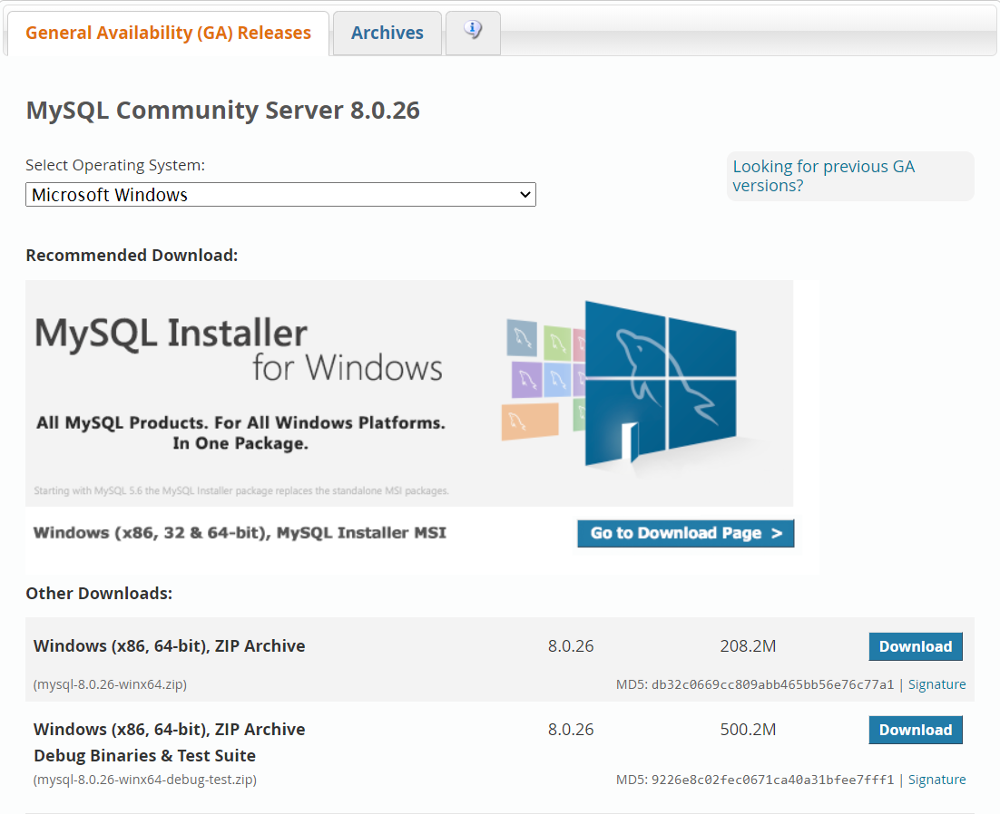 General Availability (GA) Releases
Archives
MySQL Community Server 8.0.26
Select Operating System:
Microsoft Windows
Looking for previous GA
versions?
Recommended Download:
MySQL Installer
for Windows
All MySQL Products. For All Windows Platforms.
In One Package.
Starting with MySQL 5.6 the MySQL Installer package replaces the standalone MSI packages.
Windows (x86, 32 & 64-bit), MySQL Installer MSI
Go to Download Page >
Other Downloads:
Windows (x86, 64-bit), ZIP Archive 8.0.26 208.2M Download
(mysql-8.0.26-winx64.zip) MD5: db32c0669cc809abb465bb56e76c77a1 | Signature
Windows (x86, 64-bit), ZIP Archive 8.0.26 500.2M Download
Debug Binaries & Test Suite
(mysql-8.0.26-winx64-debug-test.zip) MD5: 9226e8c02fec0671ca40a31bfee7fff1 | Signature